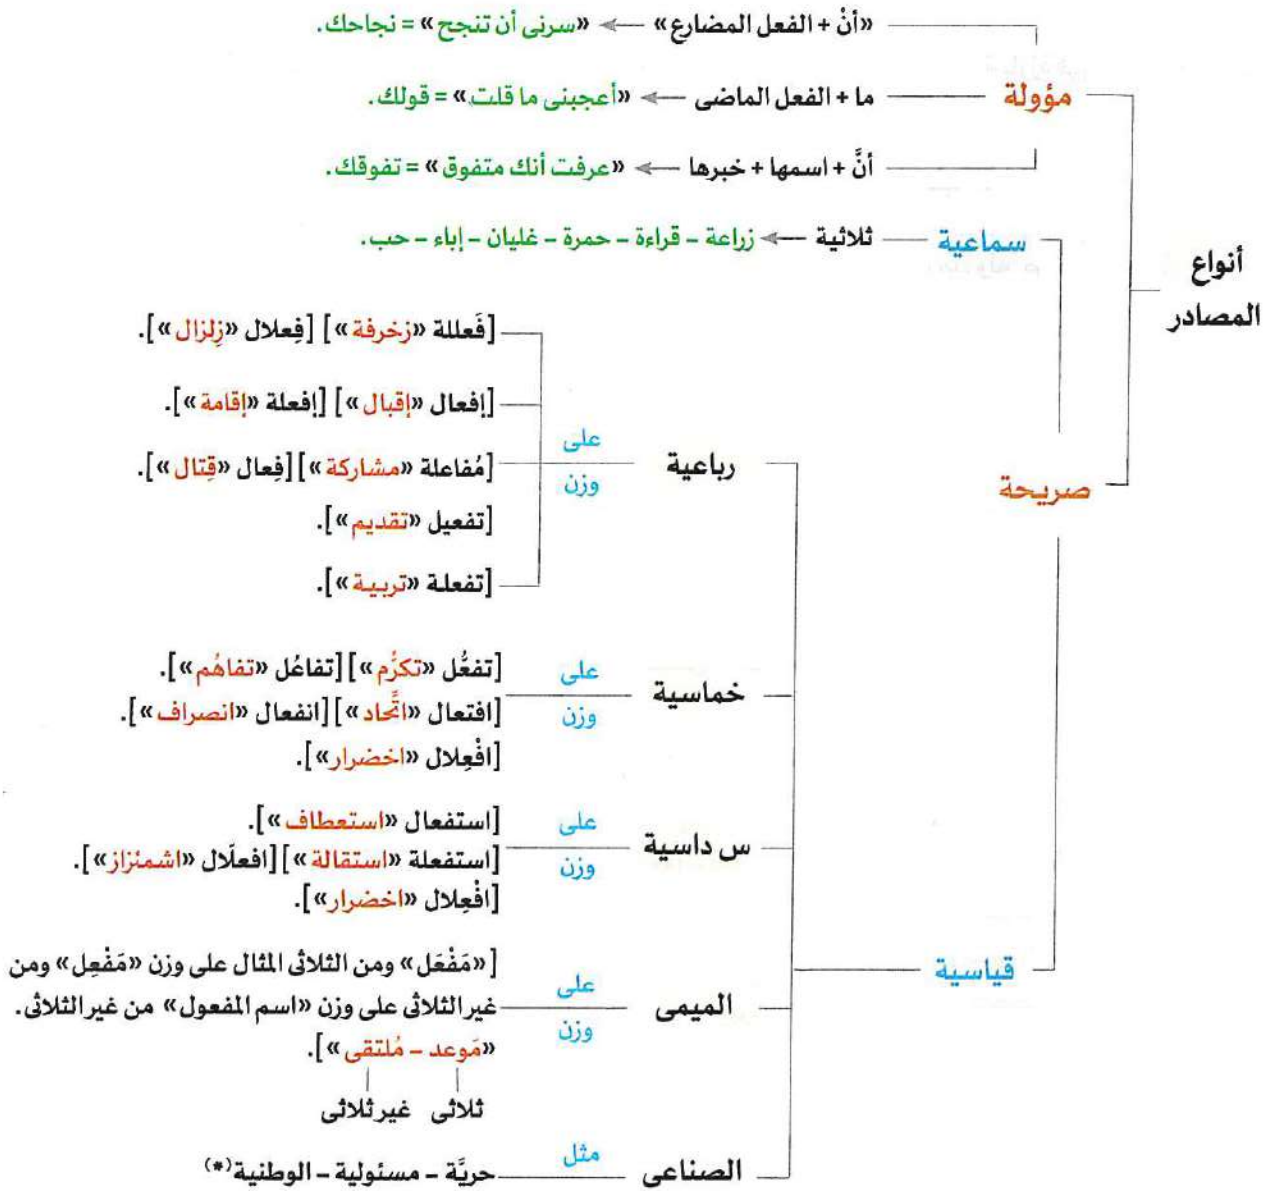 أنواع
المصادر
مؤولة
«أنْ + الفعل المضارع» ← «سرنى أن تنجح» = نجاحك.
ما + الفعل الماضى ← «أعجبنى ما قلت» = قولك.
أنَّ + اسمها + خبرها ← «عرفت أنك متفوق» = تفوقك.
صريحة
سماعية ثلاثية ← زراعة – قراءة – حمرة – غليان – إباء – حب.
قياسية
رباعية
على
وزن
[فَعللة «زخرفة»] [فِعلال «زِلزال»].
[إفعال «إقبال»] [إفعلة «إقامة»].
[مُفاعلة «مشاركة»] [فِعال «قِتال»].
[تفعيل «تقديم»].
[تفعلة «تربية»].
خماسية
على
وزن
[تفعُّل «تكرُّم»] [تفاعُل «تفاهُم»].
[افتعال «اتِّحاد»] [انفعال «انصراف»].
[افْعِلال «اخضرار»].
س داسية
على
وزن
[استفعال «استعطاف»].
[استفعلة «استقالة»] [افعلَّال «اشمئزاز»].
[افْعِلال «اخضرار»].
الميمى
على
وزن
[«مَفْعَل» ومن الثلاثى المثال على وزن «مَفْعِل» ومن
غير الثلاثى على وزن «اسم المفعول» من غير الثلاثى.
«مَوعد – مُلتقى»].
ثلاثى غير ثلاثى
الصناعى
مثل
حريَّة – مسئولية – الوطنية(*)